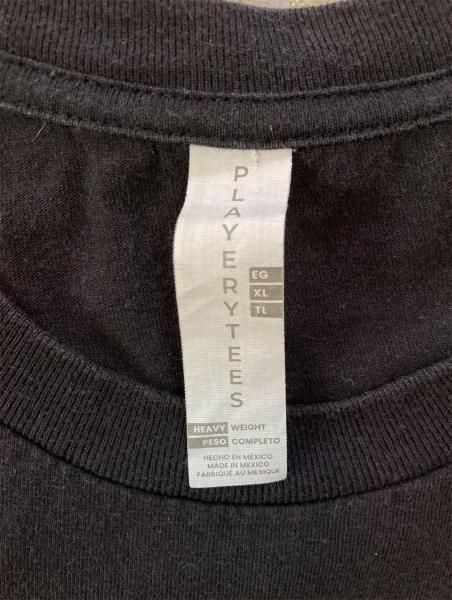 PLAYERYTEES
EG
XL
TL
HEAVY WEIGHT
PESO COMPLETO
HECHO EN MÉXICO
MADE IN MEXICO
FABRIQUÉ AU MEXIQUE